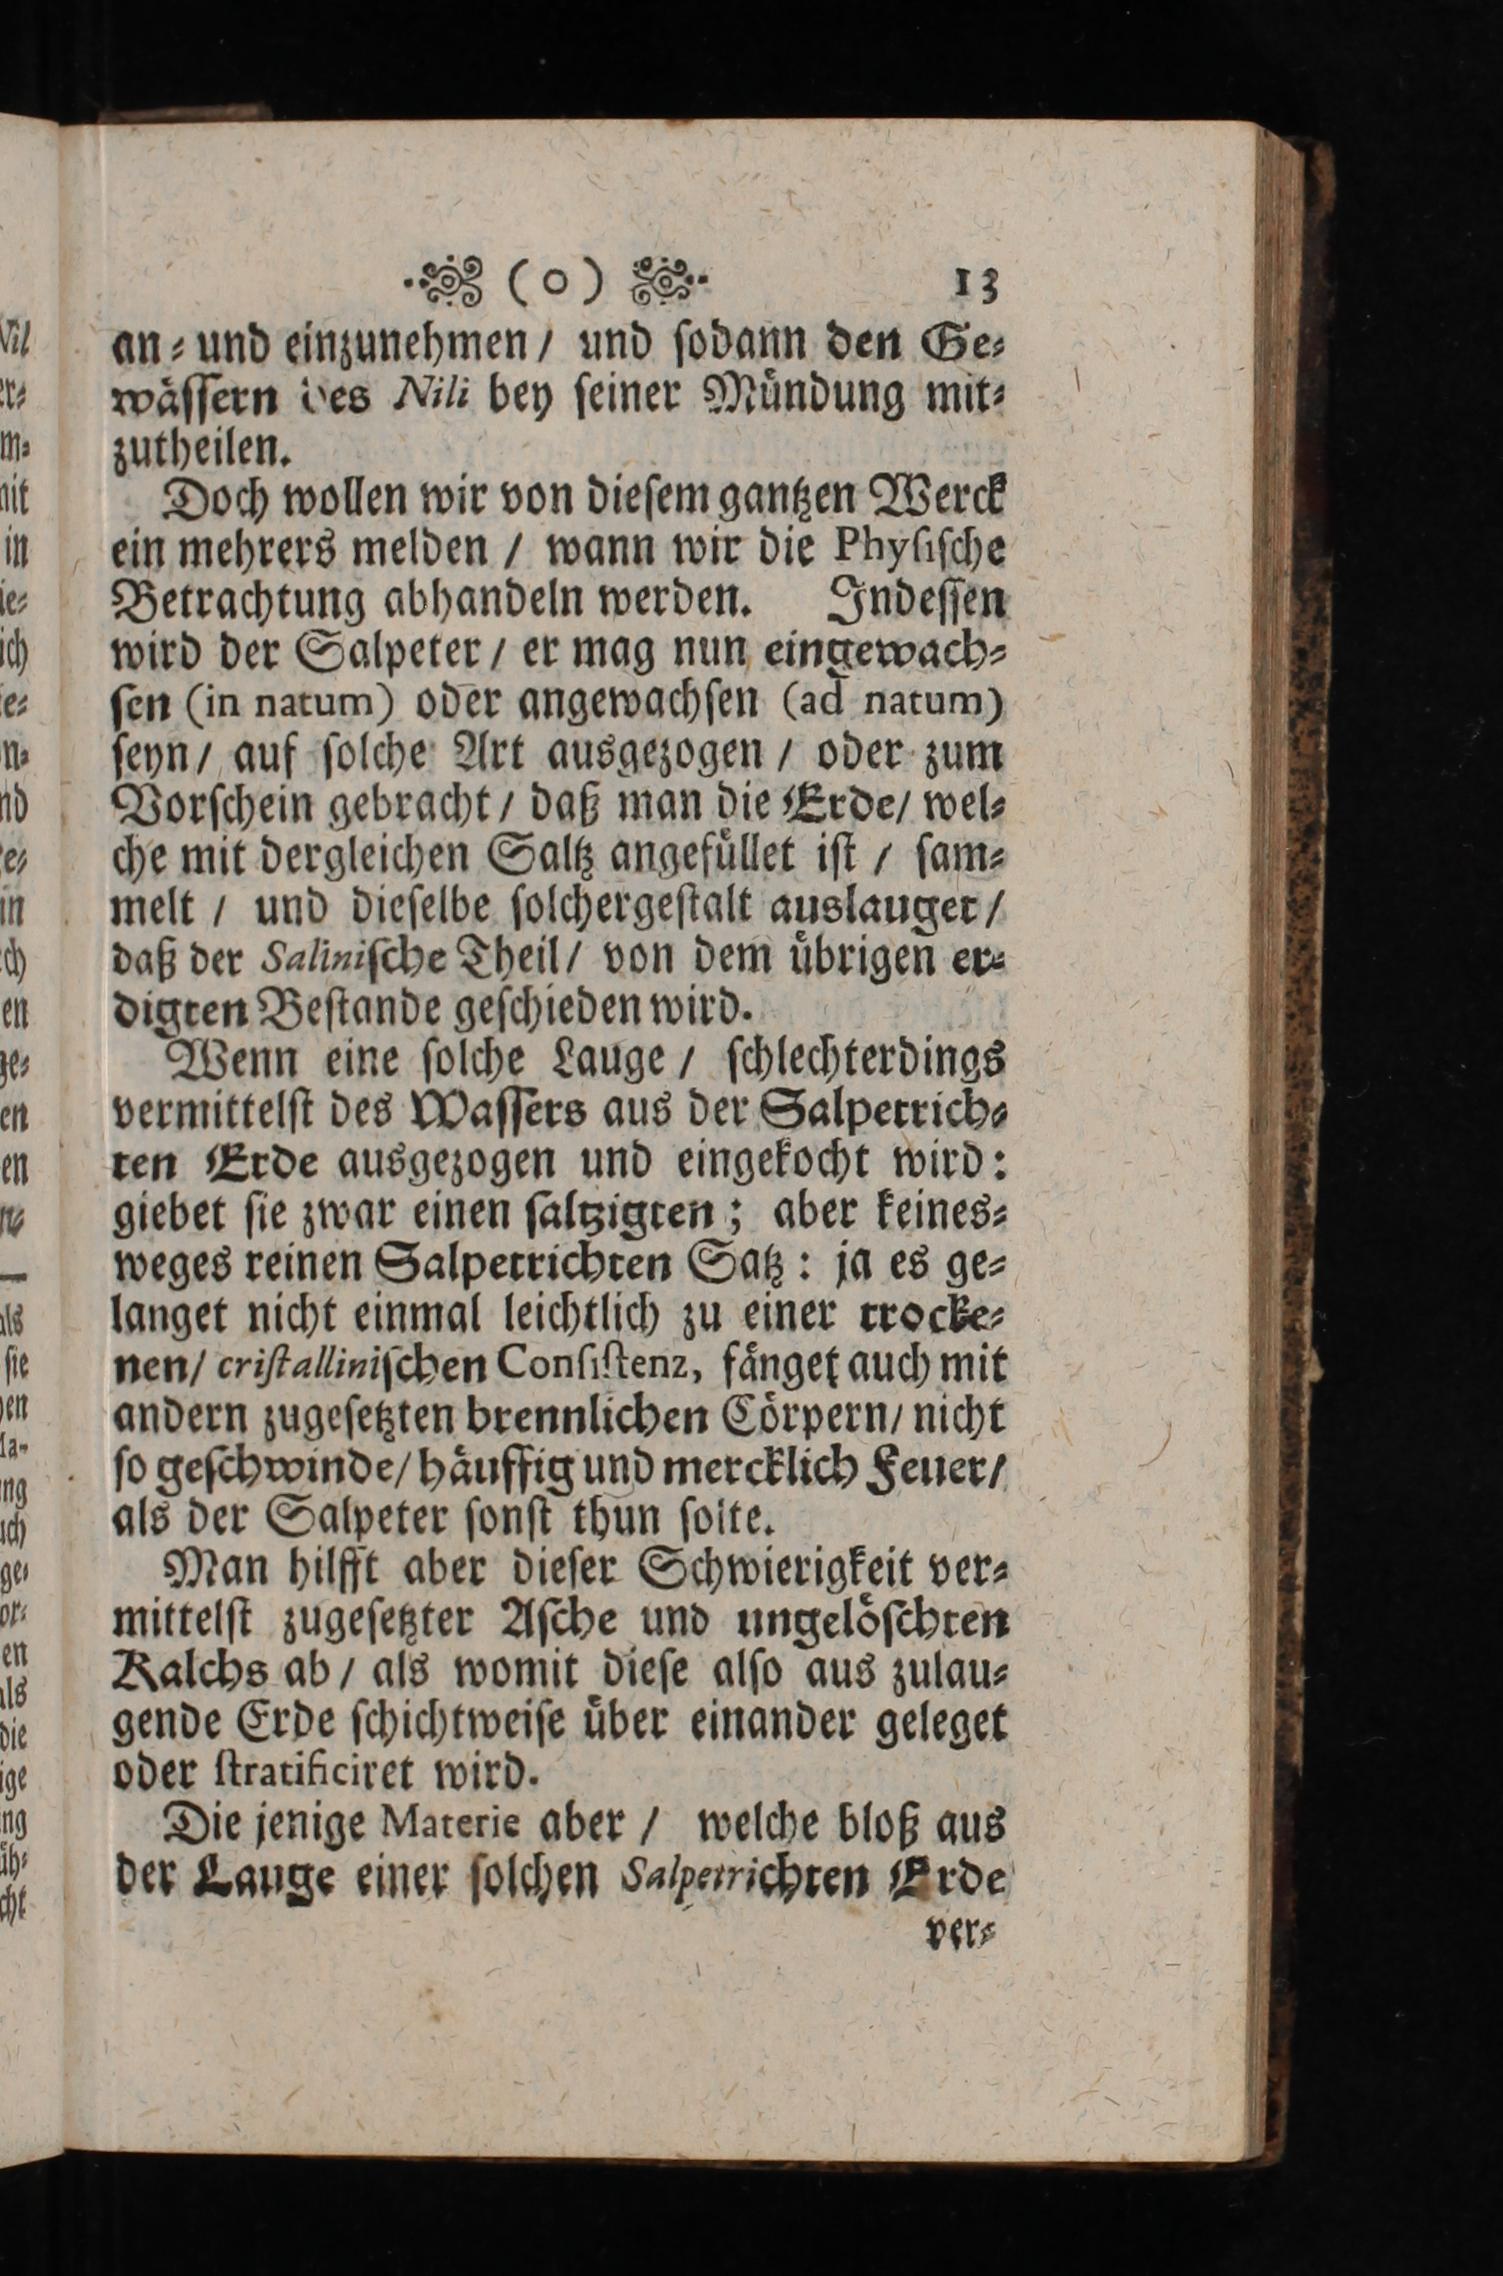 (o) 13
an⸗ und einzunehmen / und ſodann den Ge⸗
wäſſern des Nili bey ſeiner Mündung mit⸗
zutheilen.
Doch wollen wir von dieſem gantzen Werck
ein mehrers melden / wann wir die Phyſiſche
Betrachtung abhandeln werden. Indeſſen
wird der Salpeter / er mag nun eingewach⸗
ſen (in natum) oder angewachſen (ad natum)
ſeyn / auf ſolche Art ausgezogen / oder zum
Vorſchein gebracht / daß man die Erde / wel⸗
che mit dergleichen Saltz angefüllet iſt / ſam⸗
melt / und dieſelbe ſolchergeſtalt auslauget /
daß der Saliniſche Theil / von dem übrigen er⸗
digten Beſtande geſchieden wird.
Wenn eine ſolche Lauge / ſchlechterdings
vermittelſt des Waſſers aus der Salpetrich⸗
ten Erde ausgezogen und eingekocht wird:
giebet ſie zwar einen ſaltzigten; aber keines⸗
weges reinen Salpetrichten Satz: ja es ge⸗
langet nicht einmal leichtlich zu einer trocke⸗
nen / criſtalliniſchen Conſiſtenz, fänget auch mit
andern zugeſetzten brennlichen Cörpern / nicht
ſo geſchwinde / häuffig und mercklich Feuer /
als der Salpeter ſonſt thun ſolte.
Man hilfft aber dieſer Schwierigkeit ver⸗
mittelſt zugeſetzter Aſche und ungelöſchten
Kalchs ab / als womit dieſe alſo aus zulau⸗
gende Erde ſchichtweiſe über einander geleget
oder ſtratificiret wird.
Die jenige Materie aber / welche bloß aus
der Lauge einer ſolchen Salpetrichten Erde
ver⸗